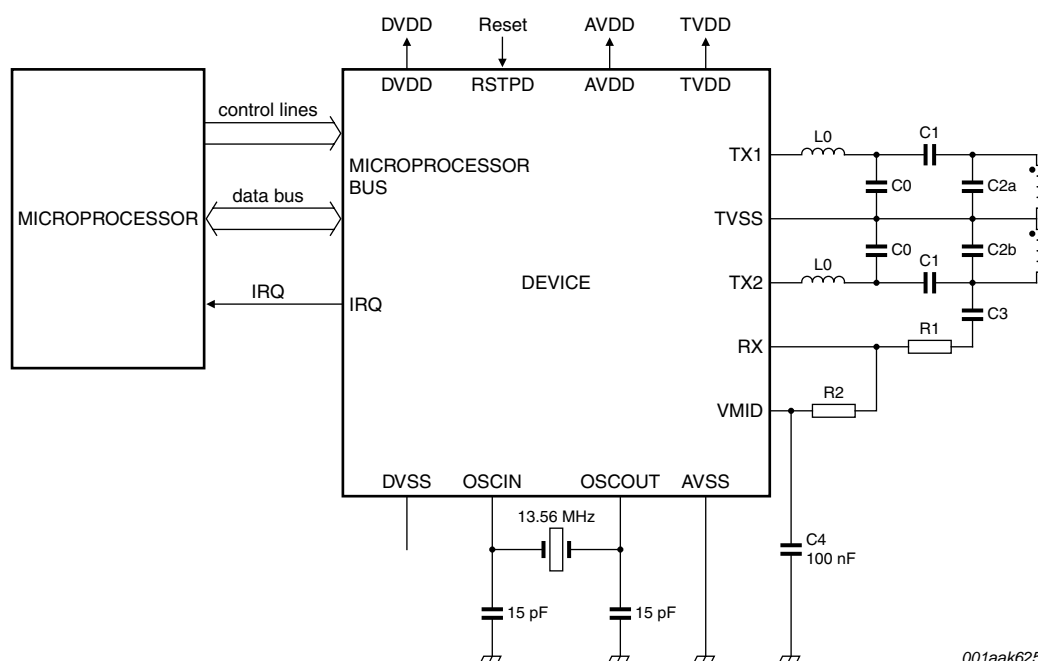 DVDD Reset AVDD TVDD
DVDD RSTPD AVDD TVDD
control lines
MICROPROCESSOR
BUS
data bus
MICROPROCESSOR
IRQ
IRQ
DEVICE
TX1
L0
C1
C0
C2a
TVSS
C0
C2b
TX2
L0
C1
C3
RX
R1
VMID
R2
DVSS OSCIN OSCOUT AVSS
13.56 MHz
C4
100 nF
15 pF
15 pF
001aak625